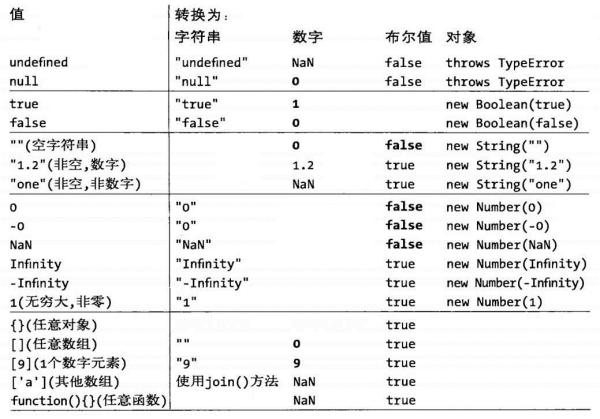 值 转换为:
字符串 数字 布尔值 对象
undefined "undefined" NaN false throws TypeError
null "null" 0 false throws TypeError
true "true" 1 new Boolean(true)
false "false" 0 new Boolean(false)
""(空字符串) 0 false new String("")
"1.2"(非空,数字) 1.2 true new String("1.2")
"one"(非空,非数字) NaN true new String("one")
0 "0" false new Number(0)
-0 "0" false new Number(-0)
NaN "NaN" false new Number(NaN)
Infinity "Infinity" true new Number(Infinity)
-Infinity "-Infinity" true new Number(-Infinity)
1(无穷大,非零) "1" true new Number(1)
{}(任意对象) true
[](任意数组) "" 0 true
[9](1个数字元素) "9" 9 true
['a'](其他数组) 使用join()方法 NaN true
function(){}(任意函数) NaN true